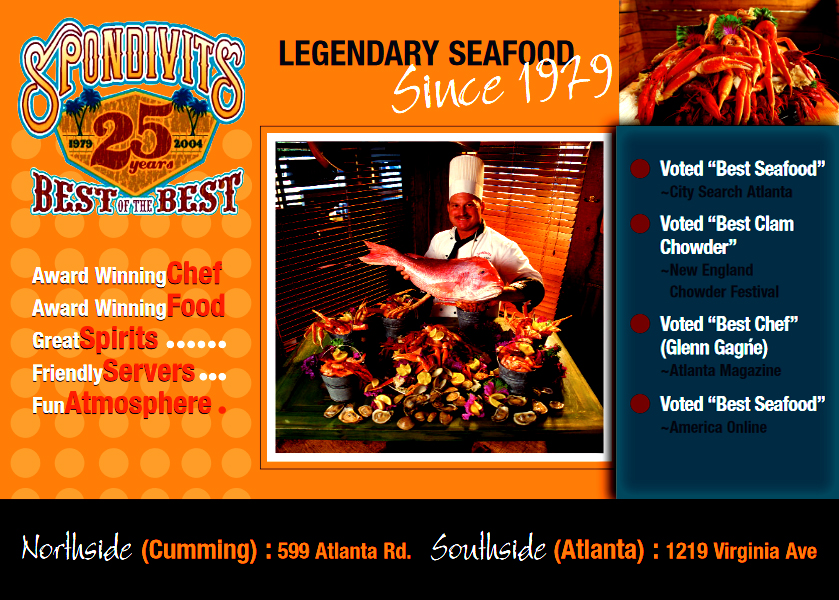 SPONDIVITS
1979 25 2004
years
BEST OF THE BEST
LEGENDARY SEAFOOD
Since 1979
Award Winning Chef
Award Winning Food
Great Spirits ......
Friendly Servers ...
Fun Atmosphere .
Voted “Best Seafood”
~City Search Atlanta
Voted “Best Clam
Chowder”
~New England
Chowder Festival
Voted “Best Chef”
(Glenn Gagńe)
~Atlanta Magazine
Voted “Best Seafood”
~America Online
Northside (Cumming) : 599 Atlanta Rd. Southside (Atlanta) : 1219 Virginia Ave